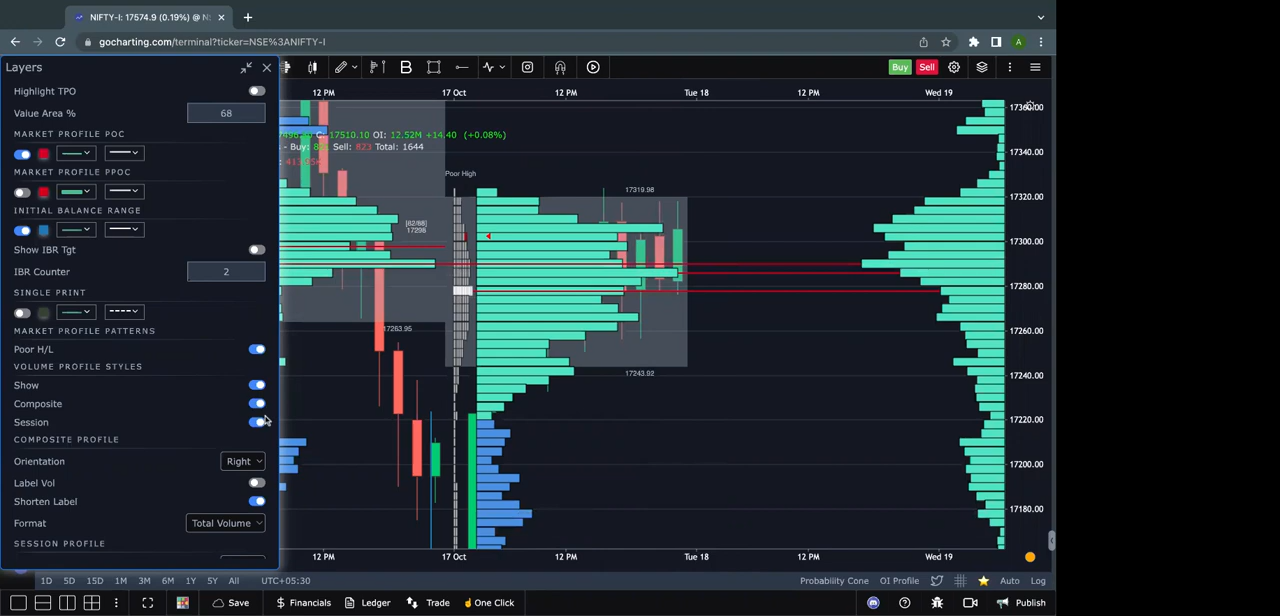 NIFTY-I: 17574.9 (0.19%) @ N:
gocharting.com/terminal?ticker=NSE%3ANIFTY-I
A
Layers
B
Buy
Sell
Highlight TPO
Value Area %
68
MARKET PROFILE POC
MARKET PROFILE PPOC
INITIAL BALANCE RANGE
Show IBR Tgt
IBR Counter
2
SINGLE PRINT
MARKET PROFILE PATTERNS
Poor H/L
VOLUME PROFILE STYLES
Show
Composite
Session
COMPOSITE PROFILE
Orientation
Right
Label Vol
Shorten Label
Format
Total Volume
SESSION PROFILE
12 PM
17 Oct
12 PM
Tue 18
12 PM
Wed 19
C: 17510.10 OI: 12.52M +14.40 (+0.08%)
- Buy: Sell: 823 Total: 1644
Poor High
[82/88]
17298
17319.98
17263.95
17243.92
17360.00
17340.00
17320.00
17300.00
17280.00
17260.00
17240.00
17220.00
17200.00
17180.00
12 PM
17 Oct
12 PM
Tue 18
12 PM
Wed 19
1D 5D 15D 1M 3M 6M 1Y 5Y All UTC+05:30
Probability Cone OI Profile Auto Log
Save Financials Ledger Trade One Click Publish